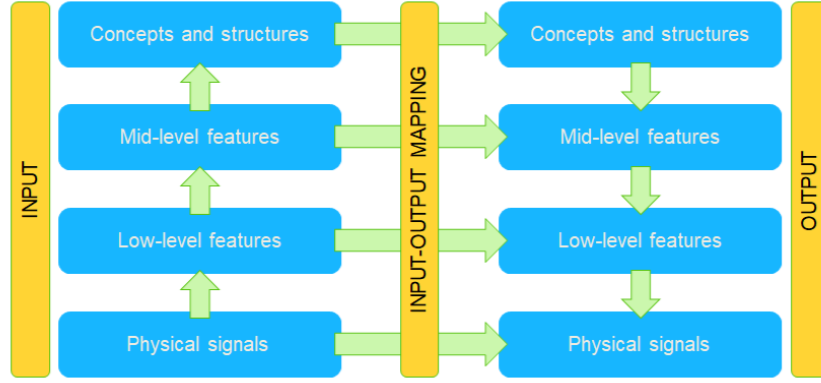 INPUT
Concepts and structures
Mid-level features
Low-level features
Physical signals
INPUT-OUTPUT MAPPING
Concepts and structures
Mid-level features
Low-level features
Physical signals
OUTPUT